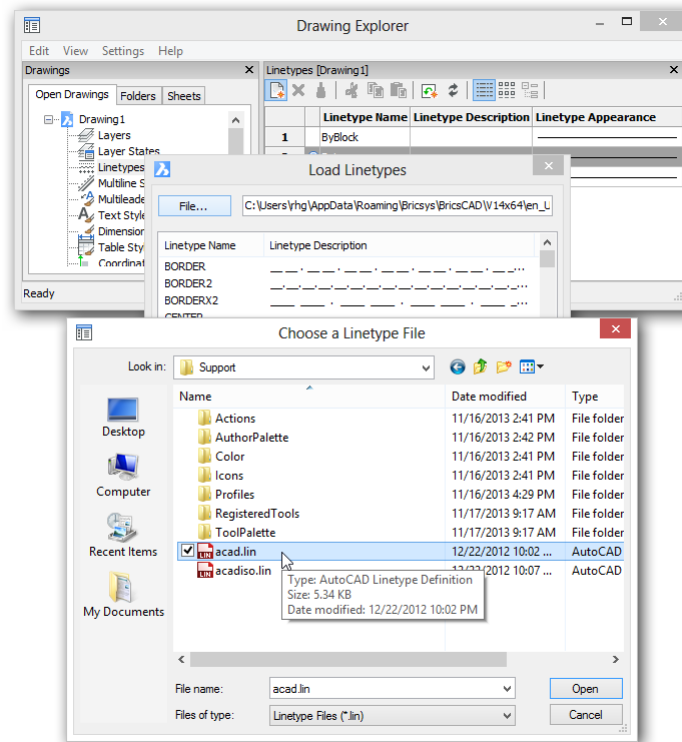 Drawing Explorer
Edit View Settings Help
Drawings
Linetypes [Drawing1]
Open Drawings Folders Sheets
Linetype Name Linetype Description Linetype Appearance
Drawing1
1 ByBlock
Layers
Layer States
Linetypes
Multiline S
Multileade
Text Style
Dimension
Table Sty
Coordinat
Ready
Load Linetypes
File... C:\Users\rhg\AppData\Roaming\Bricsys\BricsCAD\V14x64\en_U
Linetype Name Linetype Description
BORDER
BORDER2
BORDERX2
CENTER
Choose a Linetype File
Look in: Support
Name Date modified Type
Desktop
Computer
Recent Items
My Documents
Actions 11/16/2013 2:41 PM File folder
AuthorPalette 11/16/2013 2:42 PM File folder
Color 11/16/2013 2:41 PM File folder
Icons 11/16/2013 2:41 PM File folder
Profiles 11/16/2013 4:29 PM File folder
RegisteredTools 11/17/2013 9:17 AM File folder
ToolPalette 11/17/2013 9:17 AM File folder
LIN acad.lin 12/22/2012 10:02 ... AutoCAD
LIN acadiso.lin 12/22/2012 10:07 ... AutoCAD
Type: AutoCAD Linetype Definition
Size: 5.34 KB
Date modified: 12/22/2012 10:02 PM
File name: acad.lin Open
Files of type: Linetype Files (*.lin) Cancel